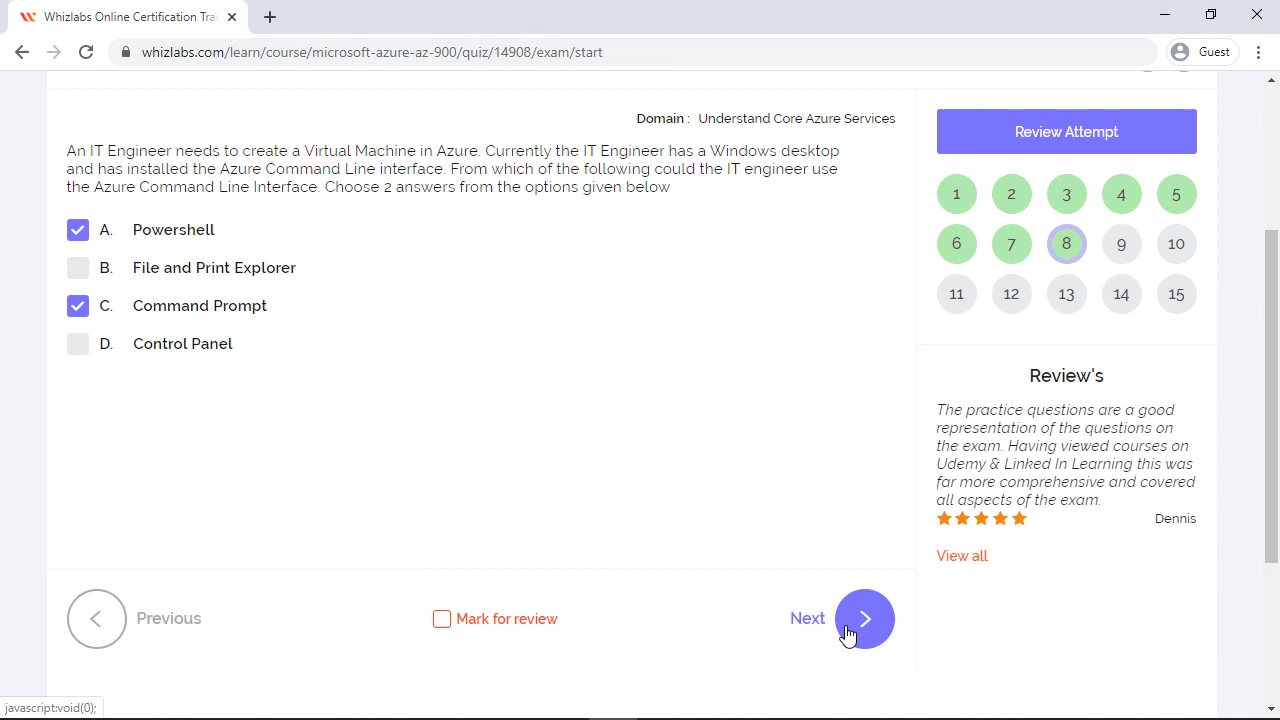 Whizlabs Online Certification Trai
whizlabs.com/learn/course/microsoft-azure-az-900/quiz/14908/exam/start
Guest
Domain : Understand Core Azure Services
An IT Engineer needs to create a Virtual Machine in Azure. Currently the IT Engineer has a Windows desktop
and has installed the Azure Command Line interface. From which of the following could the IT engineer use
the Azure Command Line Interface. Choose 2 answers from the options given below
A. Powershell
B. File and Print Explorer
C. Command Prompt
D. Control Panel
Previous
Mark for review
Next
Review Attempt
1 2 3 4 5
6 7 8 9 10
11 12 13 14 15
Review's
The practice questions are a good
representation of the questions on
the exam. Having viewed courses on
Udemy & Linked In Learning this was
far more comprehensive and covered
all aspects of the exam.
Dennis
View all
javascript:void(0);